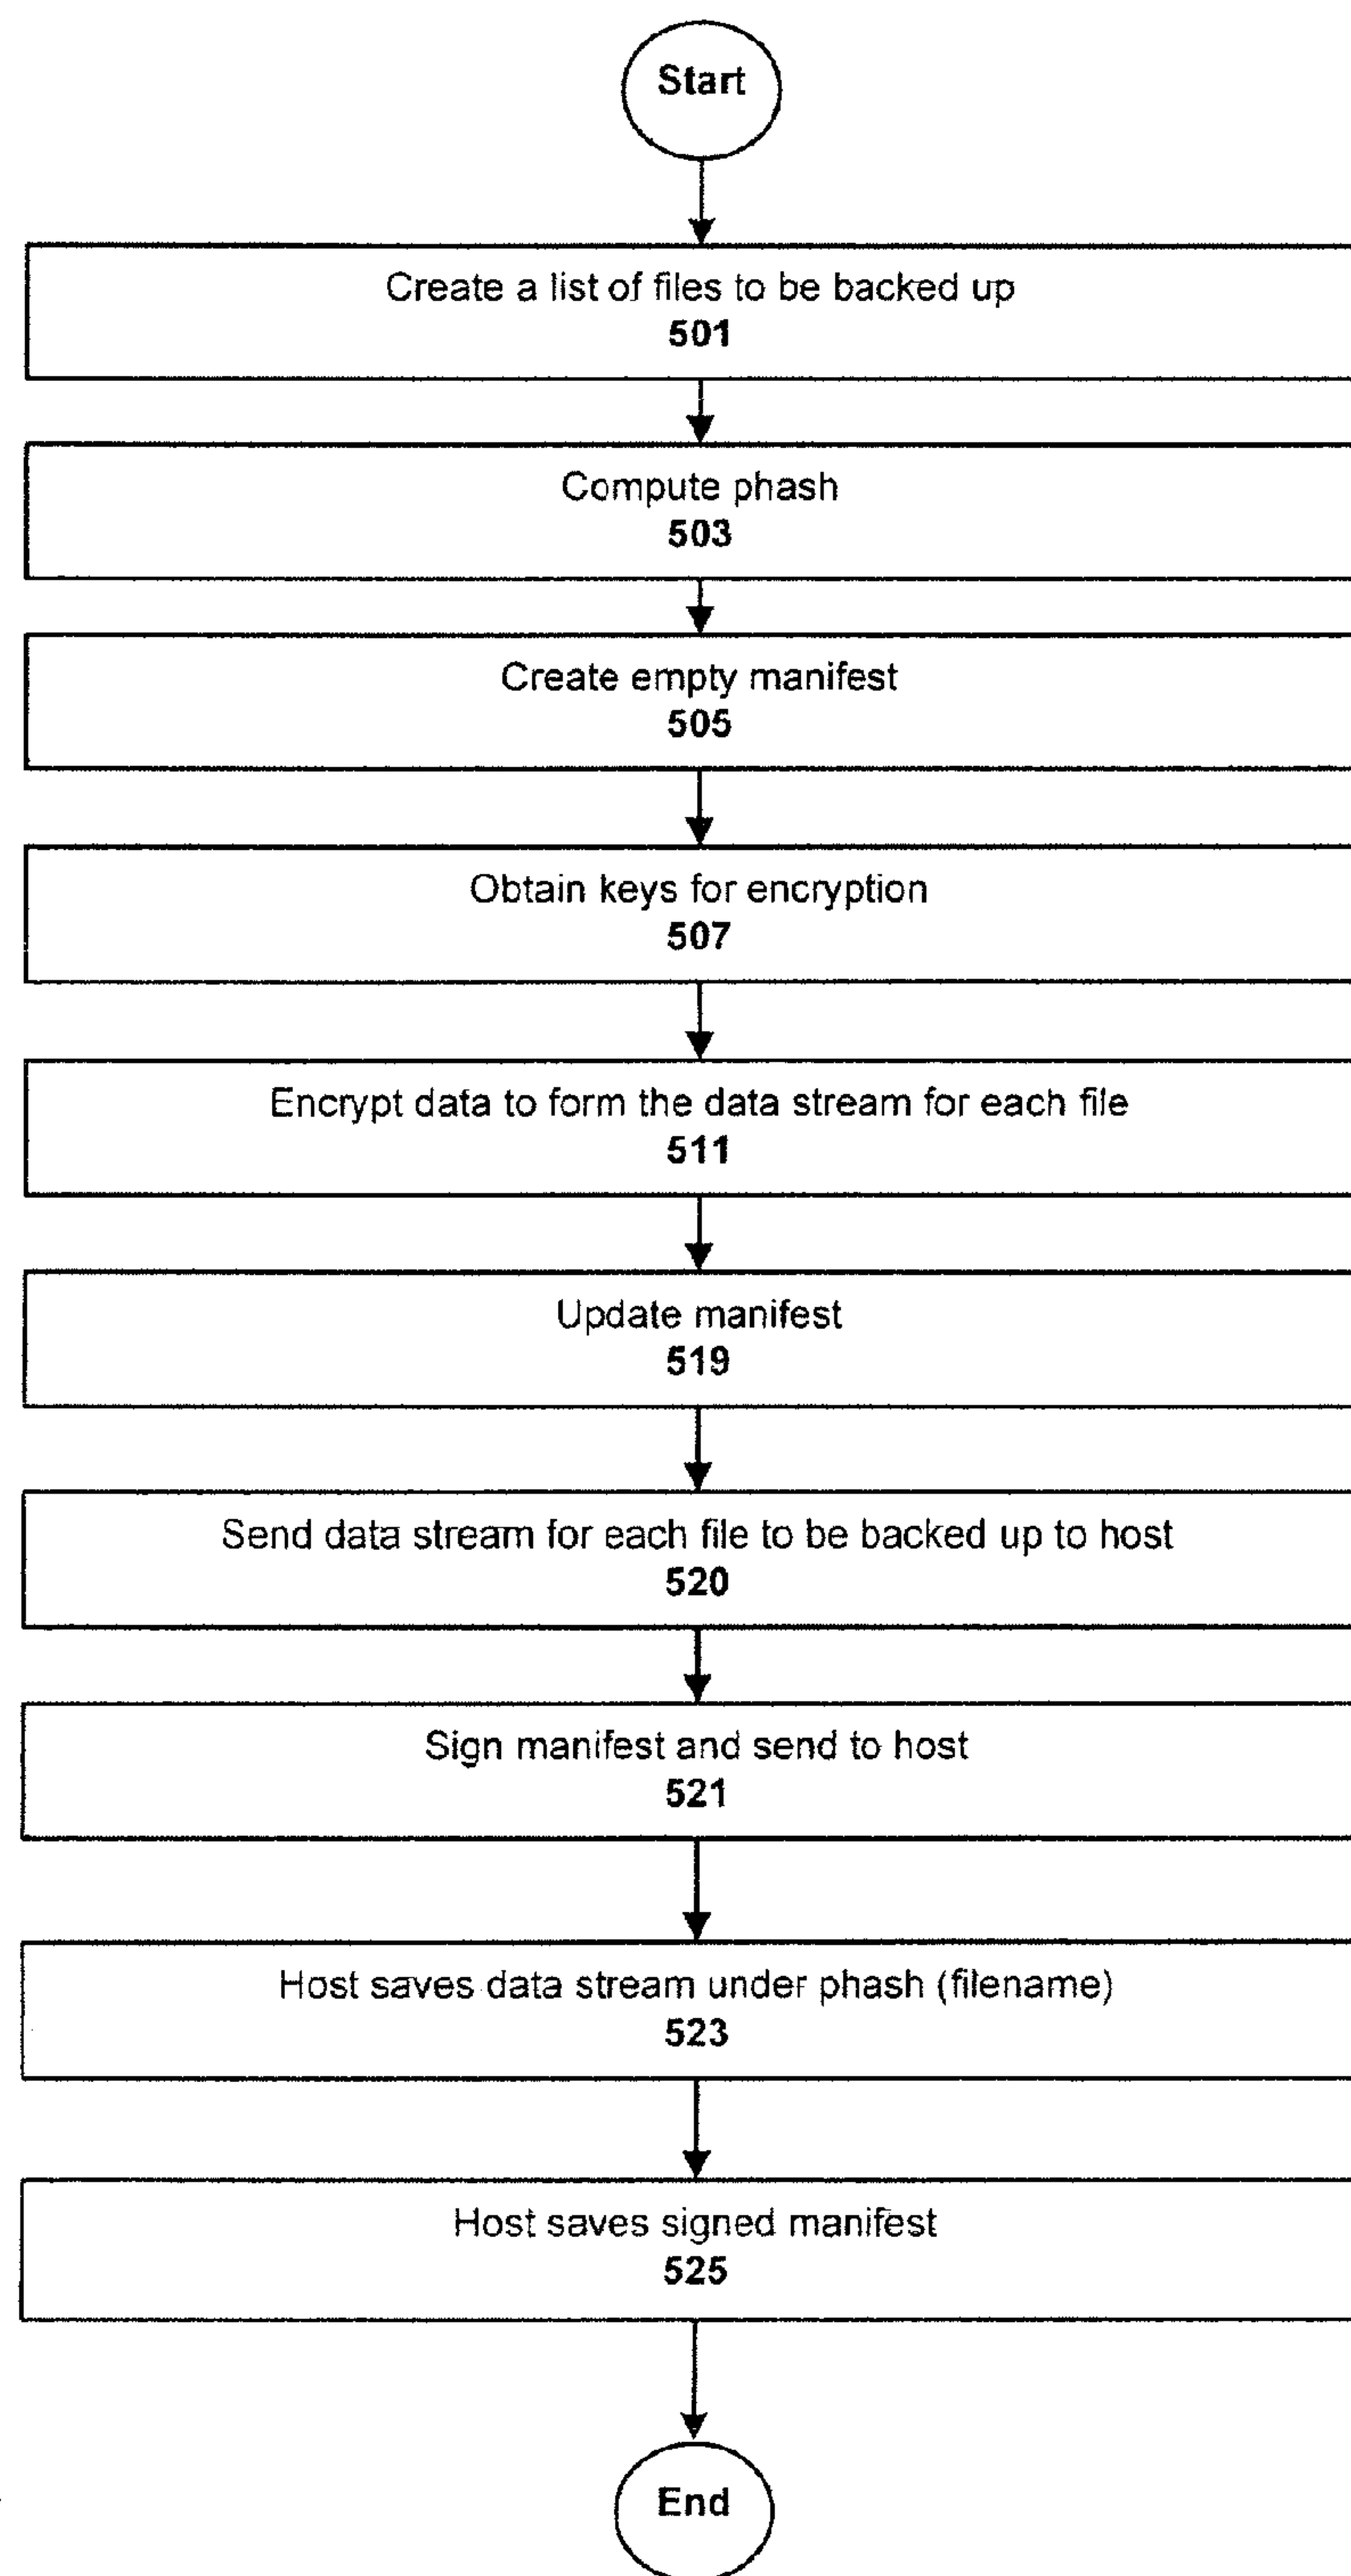 Start
Create a list of files to be backed up
501
Compute phash
503
Create empty manifest
505
Obtain keys for encryption
507
Encrypt data to form the data stream for each file
511
Update manifest
519
Send data stream for each file to be backed up to host
520
Sign manifest and send to host
521
Host saves data stream under phash (filename)
523
Host saves signed manifest
525
End